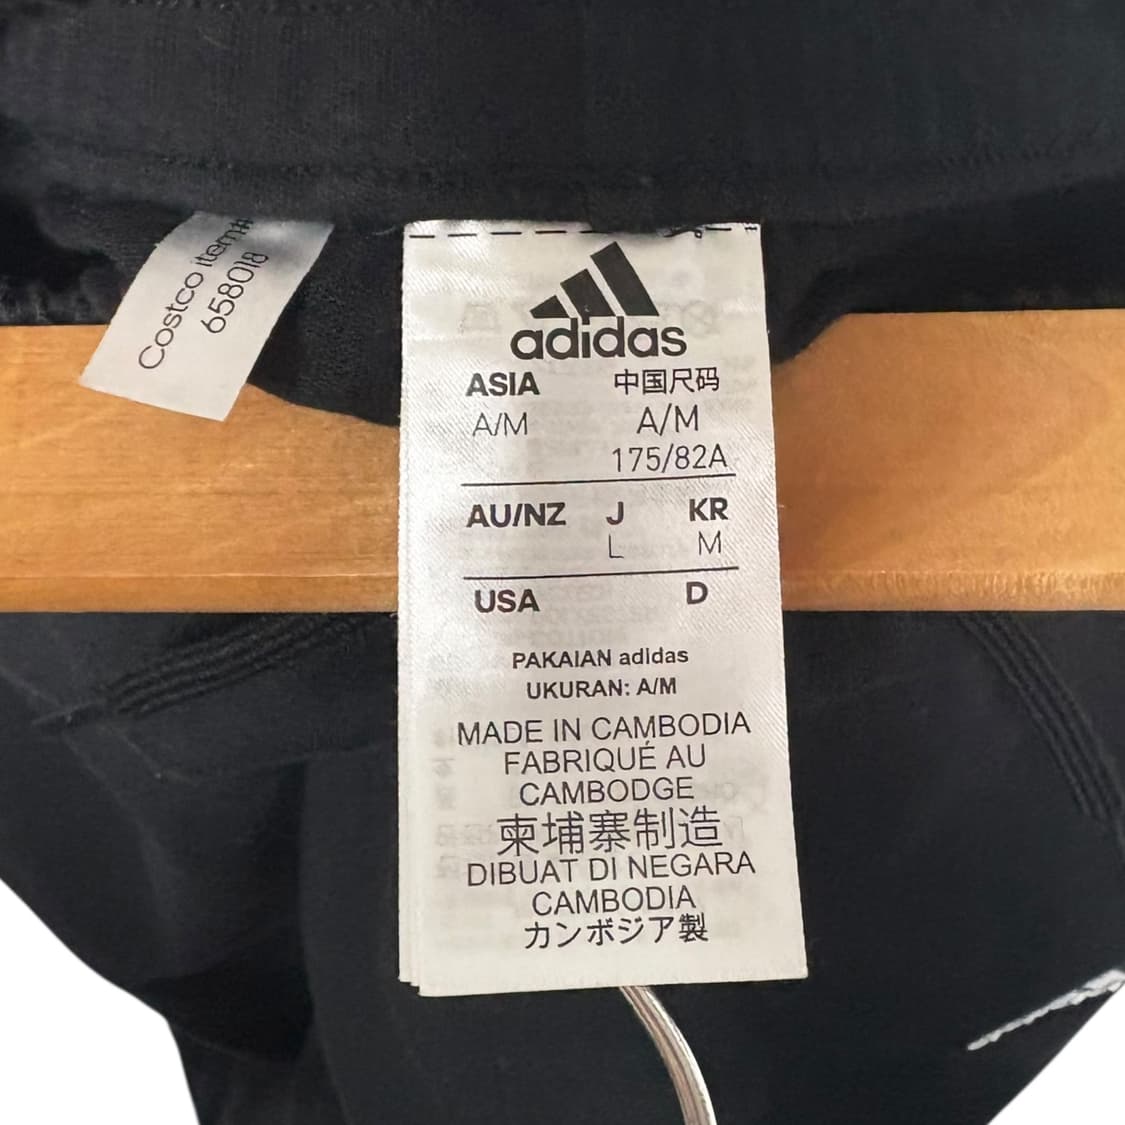 Costco item#
658018
adidas
ASIA 中国尺码
A/M A/M
175/82A
AU/NZ J KR
L M
USA D
PAKAIAN adidas
UKURAN: A/M
MADE IN CAMBODIA
FABRIQUÉ AU
CAMBODGE
柬埔寨制造
DIBUAT DI NEGARA
CAMBODIA
カンボジア製